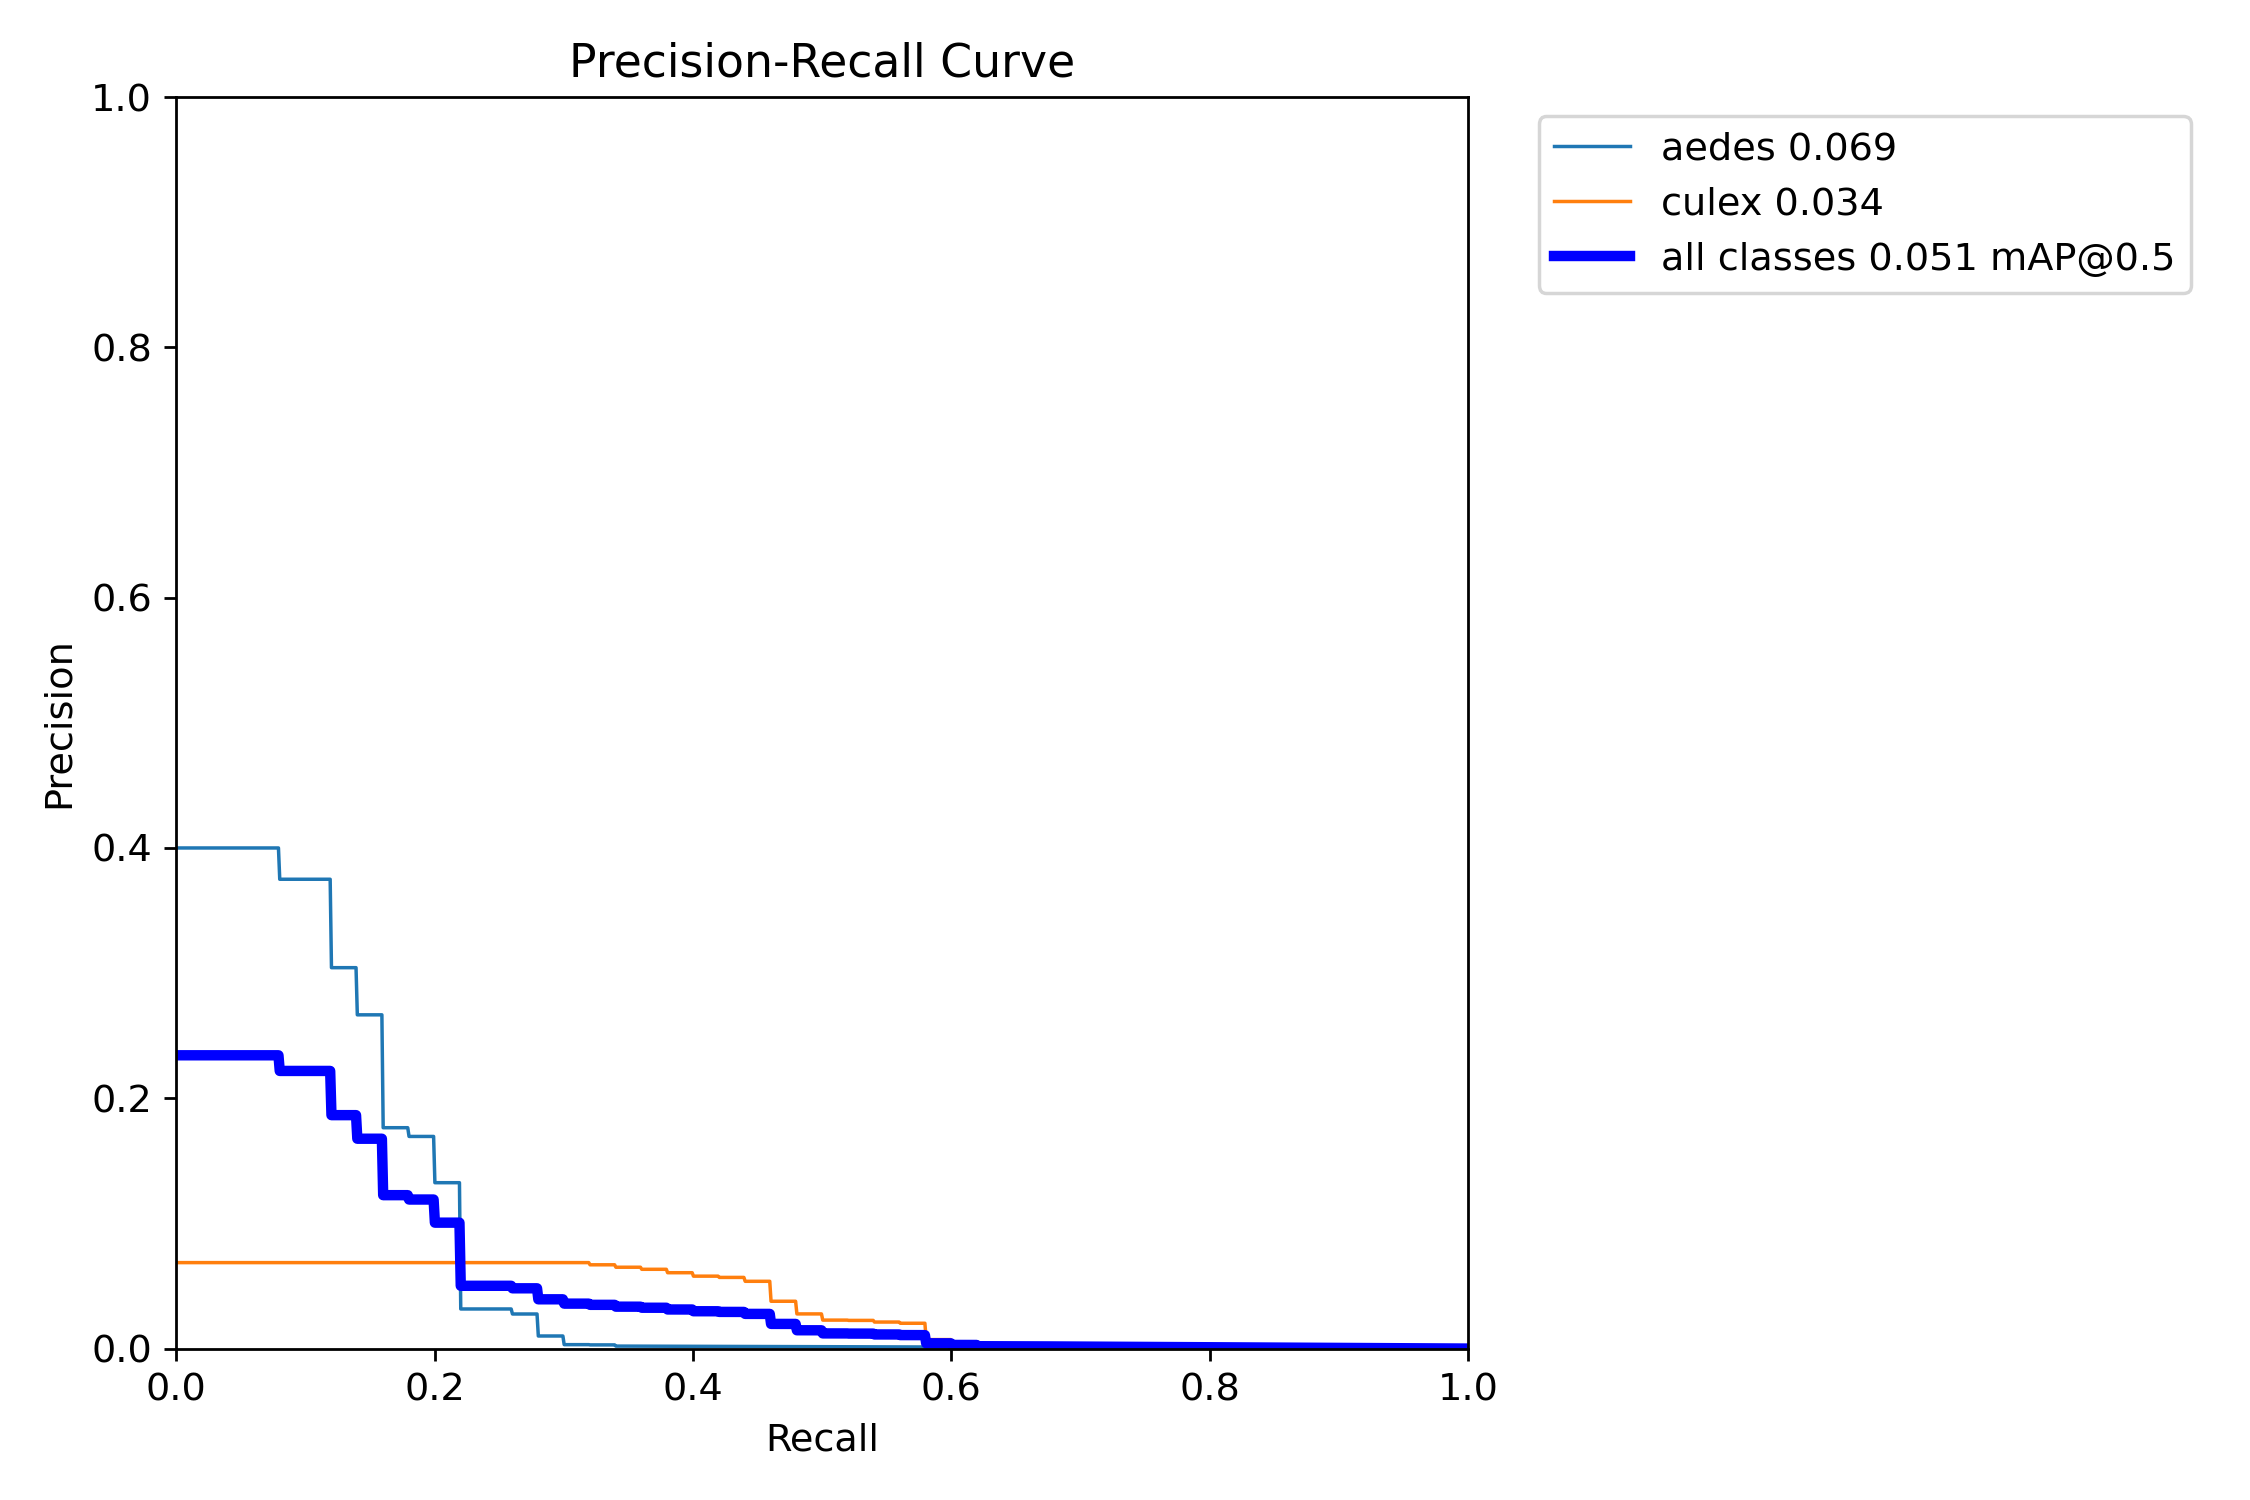 Precision-Recall Curve
1.0
0.8
0.6
0.4
0.2
0.0
Precision
0.0 0.2 0.4 0.6 0.8 1.0
Recall
aedes 0.069
culex 0.034
all classes 0.051 mAP@0.5